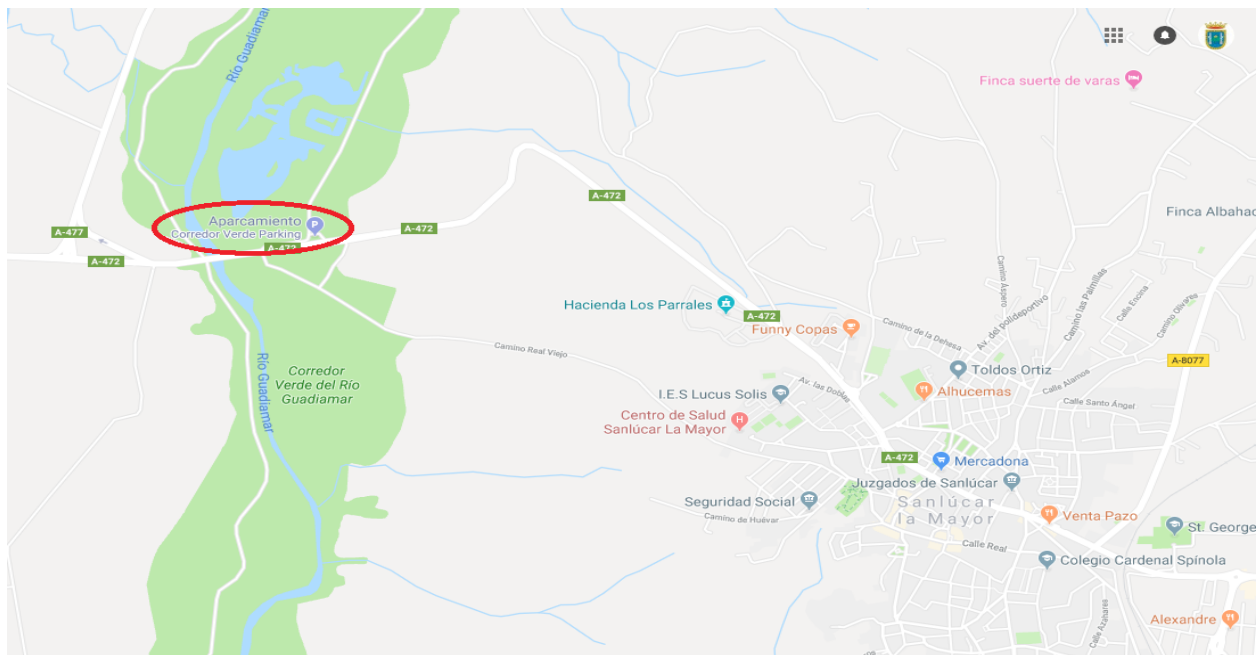 Río Guadiamar
Finca suerte de varas
A-472
Finca Albahac
Aparcamiento
Corredor Verde Parking
A-477
A-472
A-472
A-472
Hacienda Los Parrales
A-472
Funny Copas
Camino Áspero
Av. del polideportivo
Camino las Palmillas
Calle Encina
Camino Olivares
Camino de la Dehesa
Camino Real Viejo
A-8077
Río Guadiamar
Corredor
Verde del Río
Guadiamar
Toldos Ortiz
Av. las Doblas
I.E.S Lucus Solis
Alhucemas
Calle Alamos
Calle Santo Ángel
Centro de Salud
Sanlúcar La Mayor
A-472
Mercadona
Juzgados de Sanlúcar
Seguridad Social
Sanlúcar
la Mayor
Camino de Huévar
Venta Pazo
St. George
Calle Real
Colegio Cardenal Spínola
Calle Azahares
Alexandre